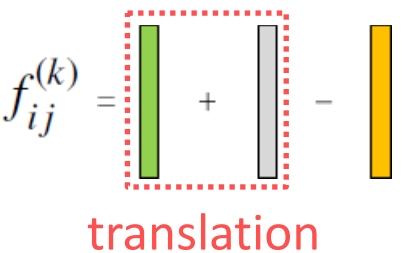 f_{ij}^{(k)} = + −
translation